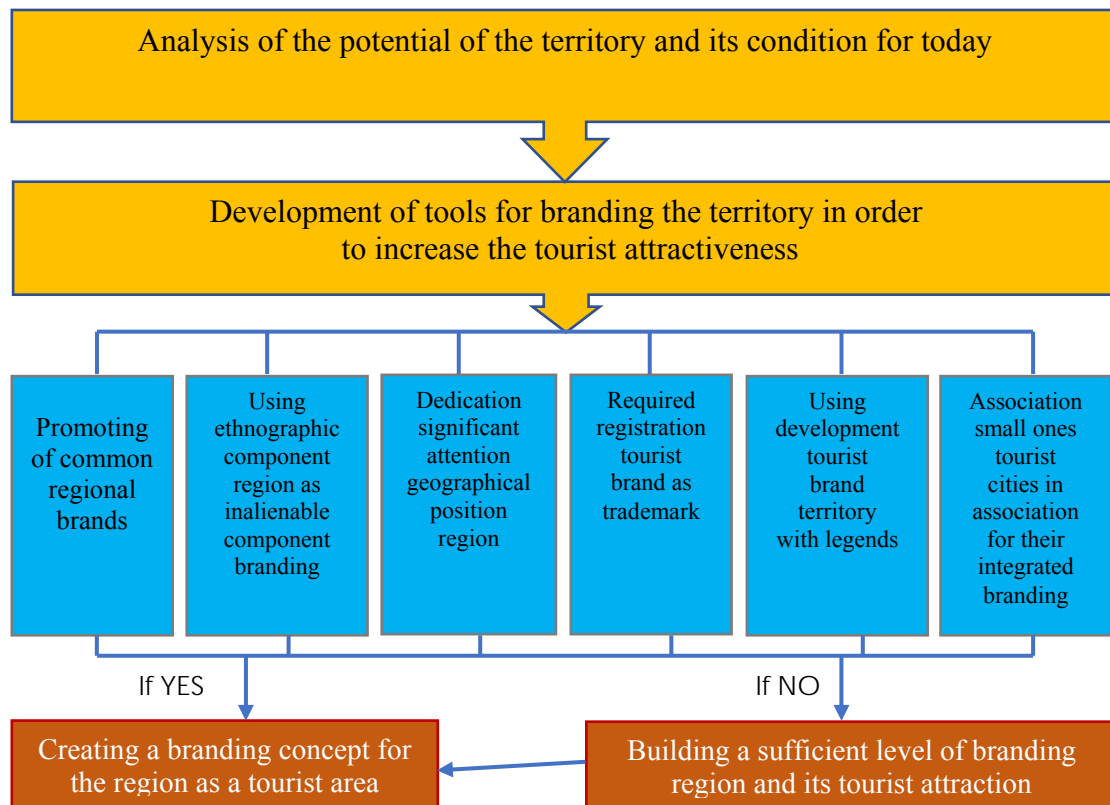 Analysis of the potential of the territory and its condition for today
Development of tools for branding the territory in order
to increase the tourist attractiveness
Promoting
of common
regional
brands
Using
ethnographic
component
region as
inalienable
component
branding
Dedication
significant
attention
geographical
position
region
Required
registration
tourist
brand as
trademark
Using
development
tourist
brand
territory
with legends
Association
small ones
tourist
cities in
association
for their
integrated
branding
If YES
If NO
Creating a branding concept for
the region as a tourist area
Building a sufficient level of branding
region and its tourist attraction